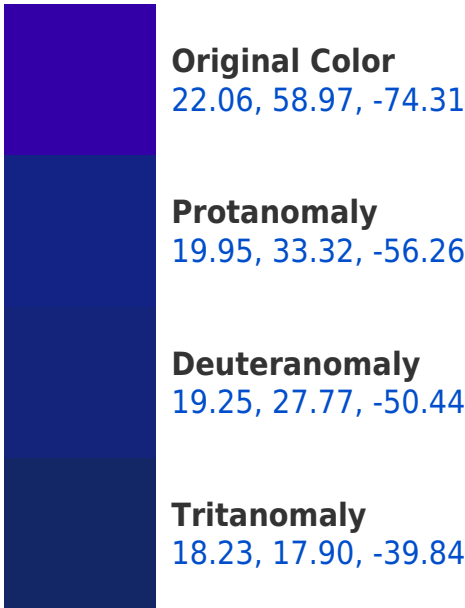 Original Color
22.06, 58.97, -74.31
Protanomaly
19.95, 33.32, -56.26
Deuteranomaly
19.25, 27.77, -50.44
Tritanomaly
18.23, 17.90, -39.84